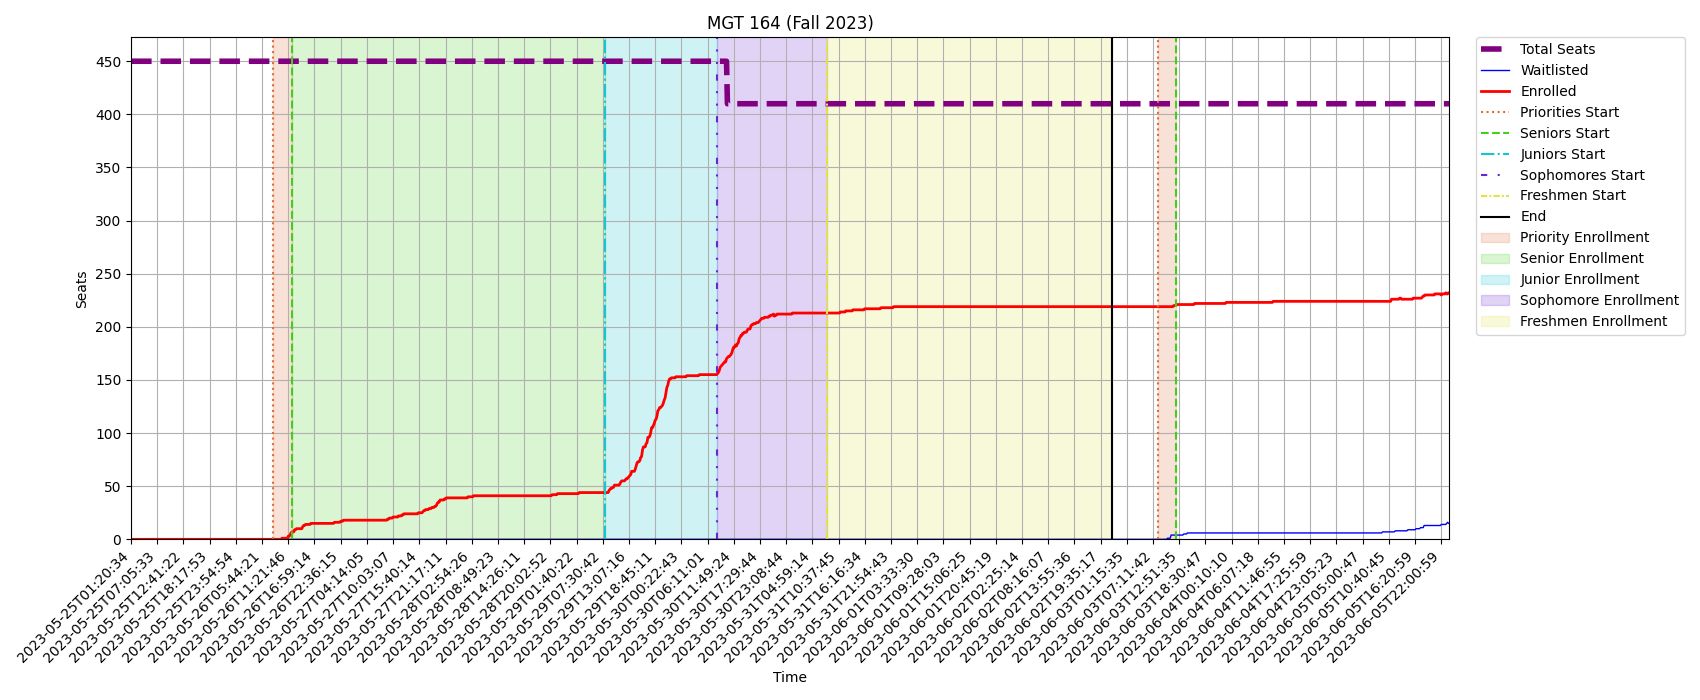 MGT 164 (Fall 2023)
Seats
450
400
350
300
250
200
150
100
50
0
2023-05-25T01:20:34
2023-05-25T07:05:33
2023-05-25T12:41:22
2023-05-25T18:17:53
2023-05-25T23:54:54
2023-05-26T05:44:21
2023-05-26T11:21:46
2023-05-26T16:59:14
2023-05-26T22:36:15
2023-05-27T04:14:05
2023-05-27T10:03:07
2023-05-27T15:40:14
2023-05-27T21:17:11
2023-05-28T02:54:26
2023-05-28T08:49:23
2023-05-28T14:26:11
2023-05-28T20:02:52
2023-05-29T01:40:22
2023-05-29T07:30:42
2023-05-29T13:07:16
2023-05-29T18:45:11
2023-05-30T00:22:43
2023-05-30T06:11:01
2023-05-30T11:49:24
2023-05-30T17:29:44
2023-05-30T23:08:44
2023-05-31T04:59:14
2023-05-31T10:37:45
2023-05-31T16:16:34
2023-05-31T21:54:43
2023-06-01T03:33:30
2023-06-01T09:28:03
2023-06-01T15:06:25
2023-06-01T20:45:19
2023-06-02T02:25:14
2023-06-02T08:16:07
2023-06-02T13:55:36
2023-06-02T19:35:17
2023-06-03T01:15:35
2023-06-03T07:11:42
2023-06-03T12:51:35
2023-06-03T18:30:47
2023-06-04T00:10:10
2023-06-04T06:07:18
2023-06-04T11:46:55
2023-06-04T17:25:59
2023-06-04T23:05:23
2023-06-05T05:00:47
2023-06-05T10:40:45
2023-06-05T16:20:59
2023-06-05T22:00:59
Time
Total Seats
Waitlisted
Enrolled
Priorities Start
Seniors Start
Juniors Start
Sophomores Start
Freshmen Start
End
Priority Enrollment
Senior Enrollment
Junior Enrollment
Sophomore Enrollment
Freshmen Enrollment